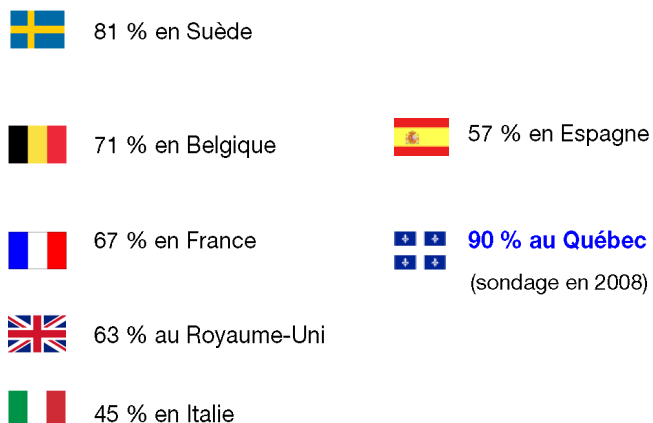 81 % en Suède
71 % en Belgique
67 % en France
63 % au Royaume-Uni
45 % en Italie
57 % en Espagne
90 % au Québec
(sondage en 2008)